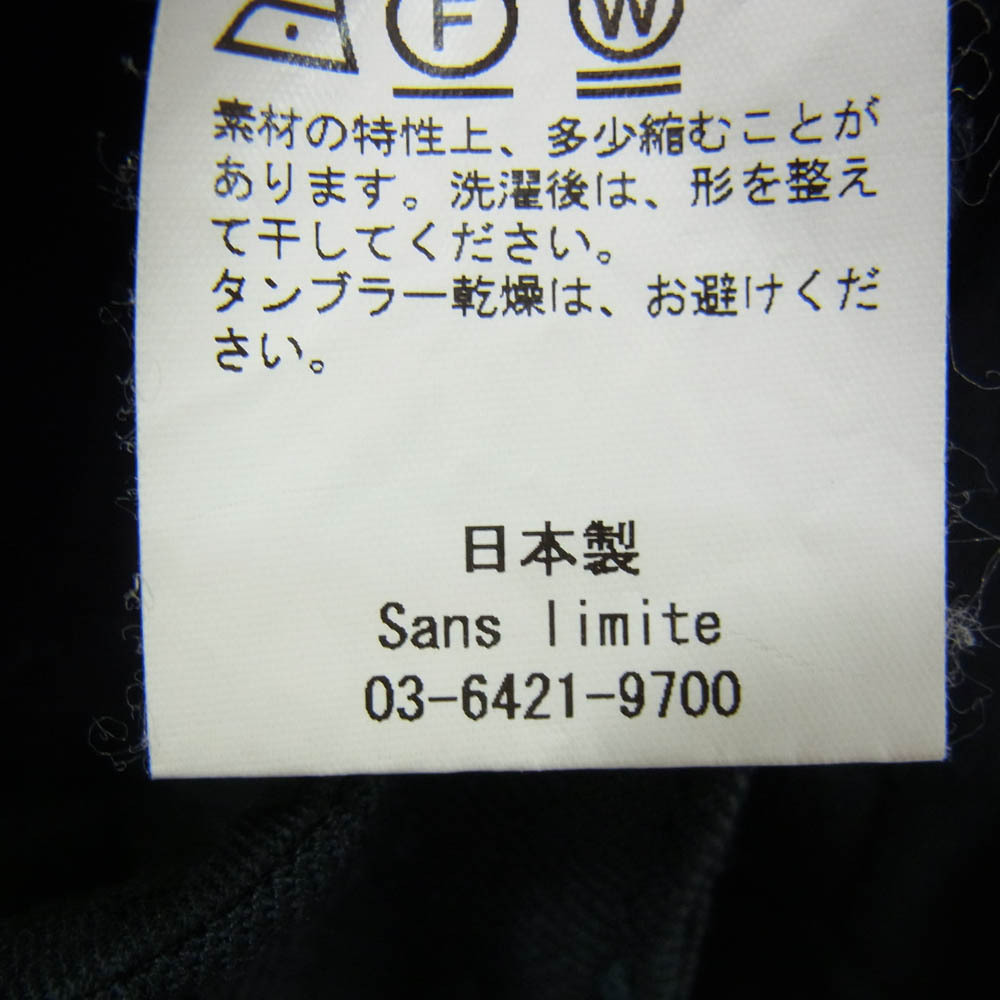 F W
素材の特性上、多少縮むことが
あります。洗濯後は、形を整え
て干してください。
タンブラー乾燥は、お避けくだ
さい。
日本製
Sans limite
03-6421-9700